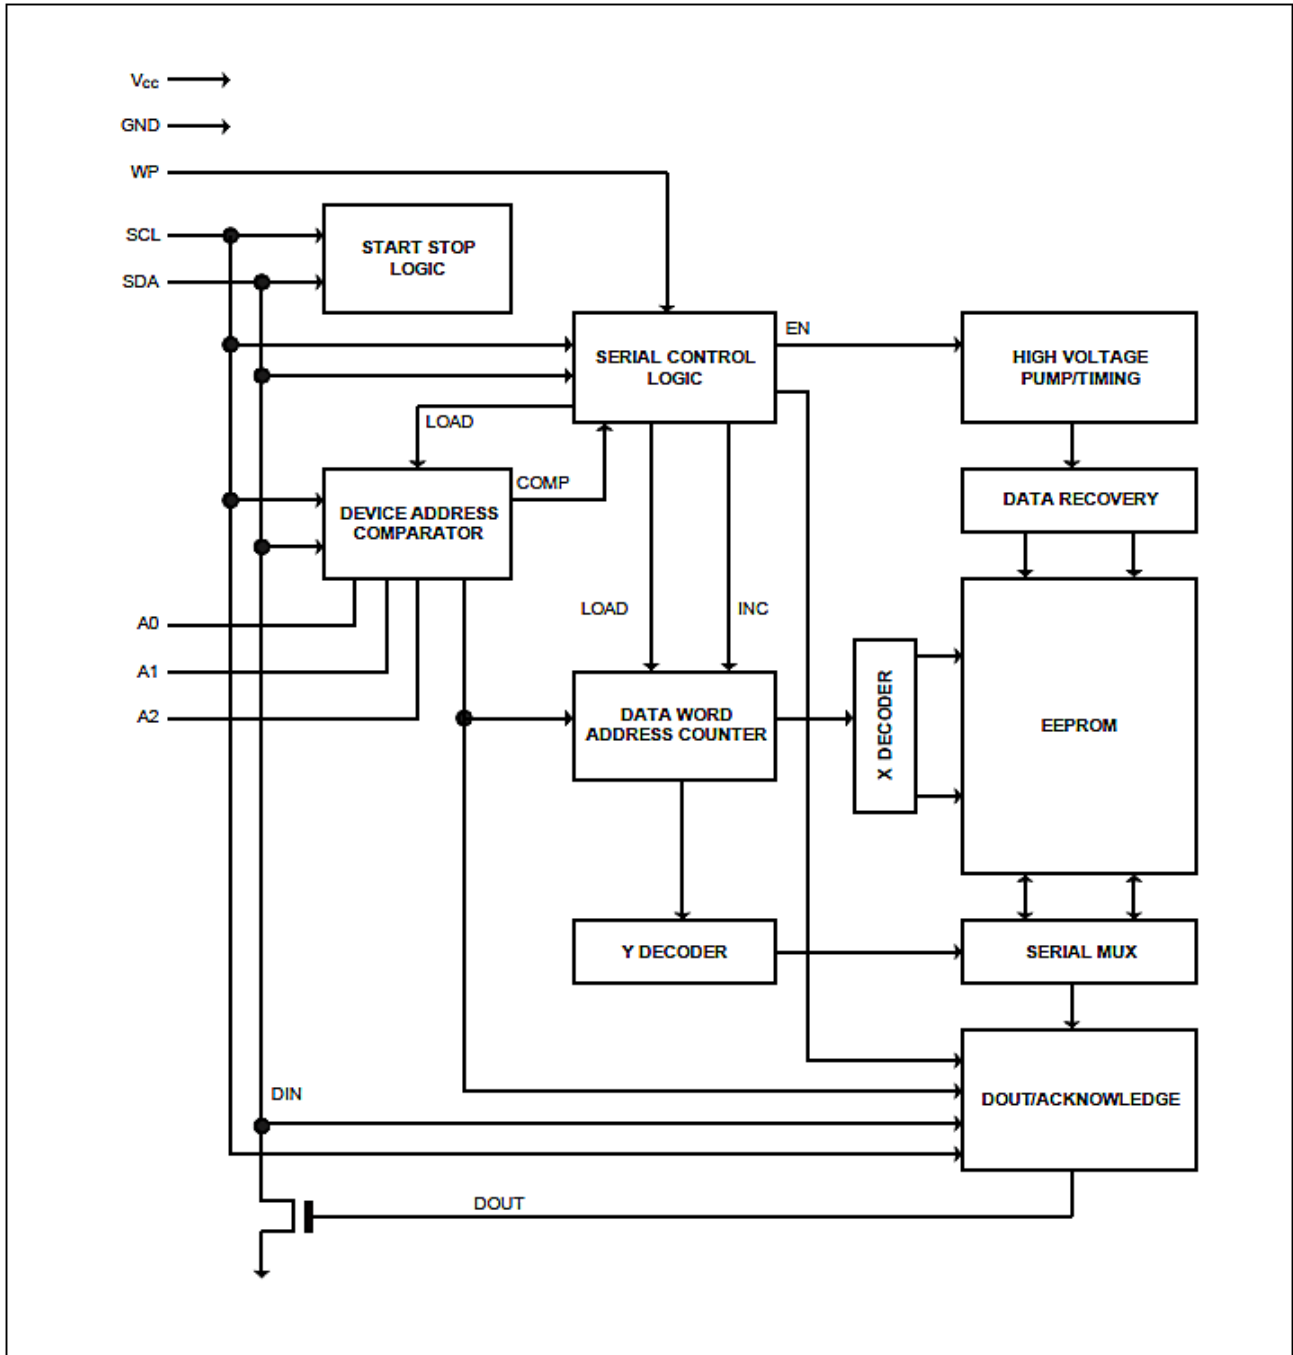 Vcc
GND
WP
SCL
SDA
START STOP
LOGIC
EN
SERIAL CONTROL
LOGIC
HIGH VOLTAGE
PUMP/TIMING
LOAD
COMP
DEVICE ADDRESS
COMPARATOR
DATA RECOVERY
A0
A1
A2
LOAD
INC
DATA WORD
ADDRESS COUNTER
X DECODER
EEPROM
Y DECODER
SERIAL MUX
DIN
DOUT/ACKNOWLEDGE
DOUT